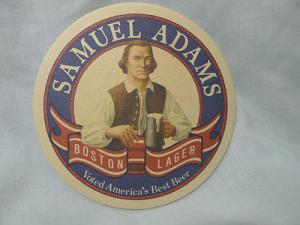 SAMUEL ADAMS
BOSTON LAGER
Voted America's Best Beer